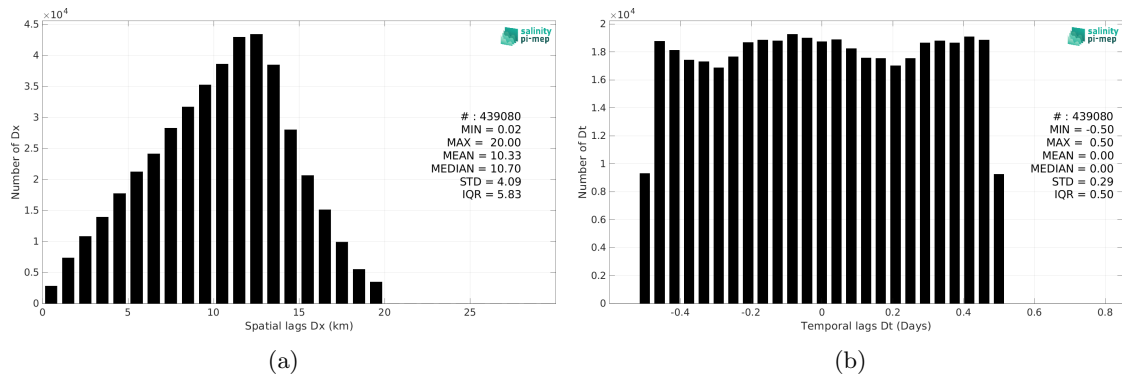 ×10⁴
4.5
4
3.5
3
2.5
2
1.5
1
0.5
0
0 5 10 15 20 25
Number of Dx
Spatial lags Dx (km)
salinity
pi-mep
# : 439080
MIN = 0.02
MAX = 20.00
MEAN = 10.33
MEDIAN = 10.70
STD = 4.09
IQR = 5.83
(a)
×10⁴
2
1.8
1.6
1.4
1.2
1
0.8
0.6
0.4
0.2
0
-0.4 -0.2 0 0.2 0.4 0.6 0.8
Number of Dt
Temporal lags Dt (Days)
salinity
pi-mep
# : 439080
MIN = -0.50
MAX = 0.50
MEAN = 0.00
MEDIAN = 0.00
STD = 0.29
IQR = 0.50
(b)